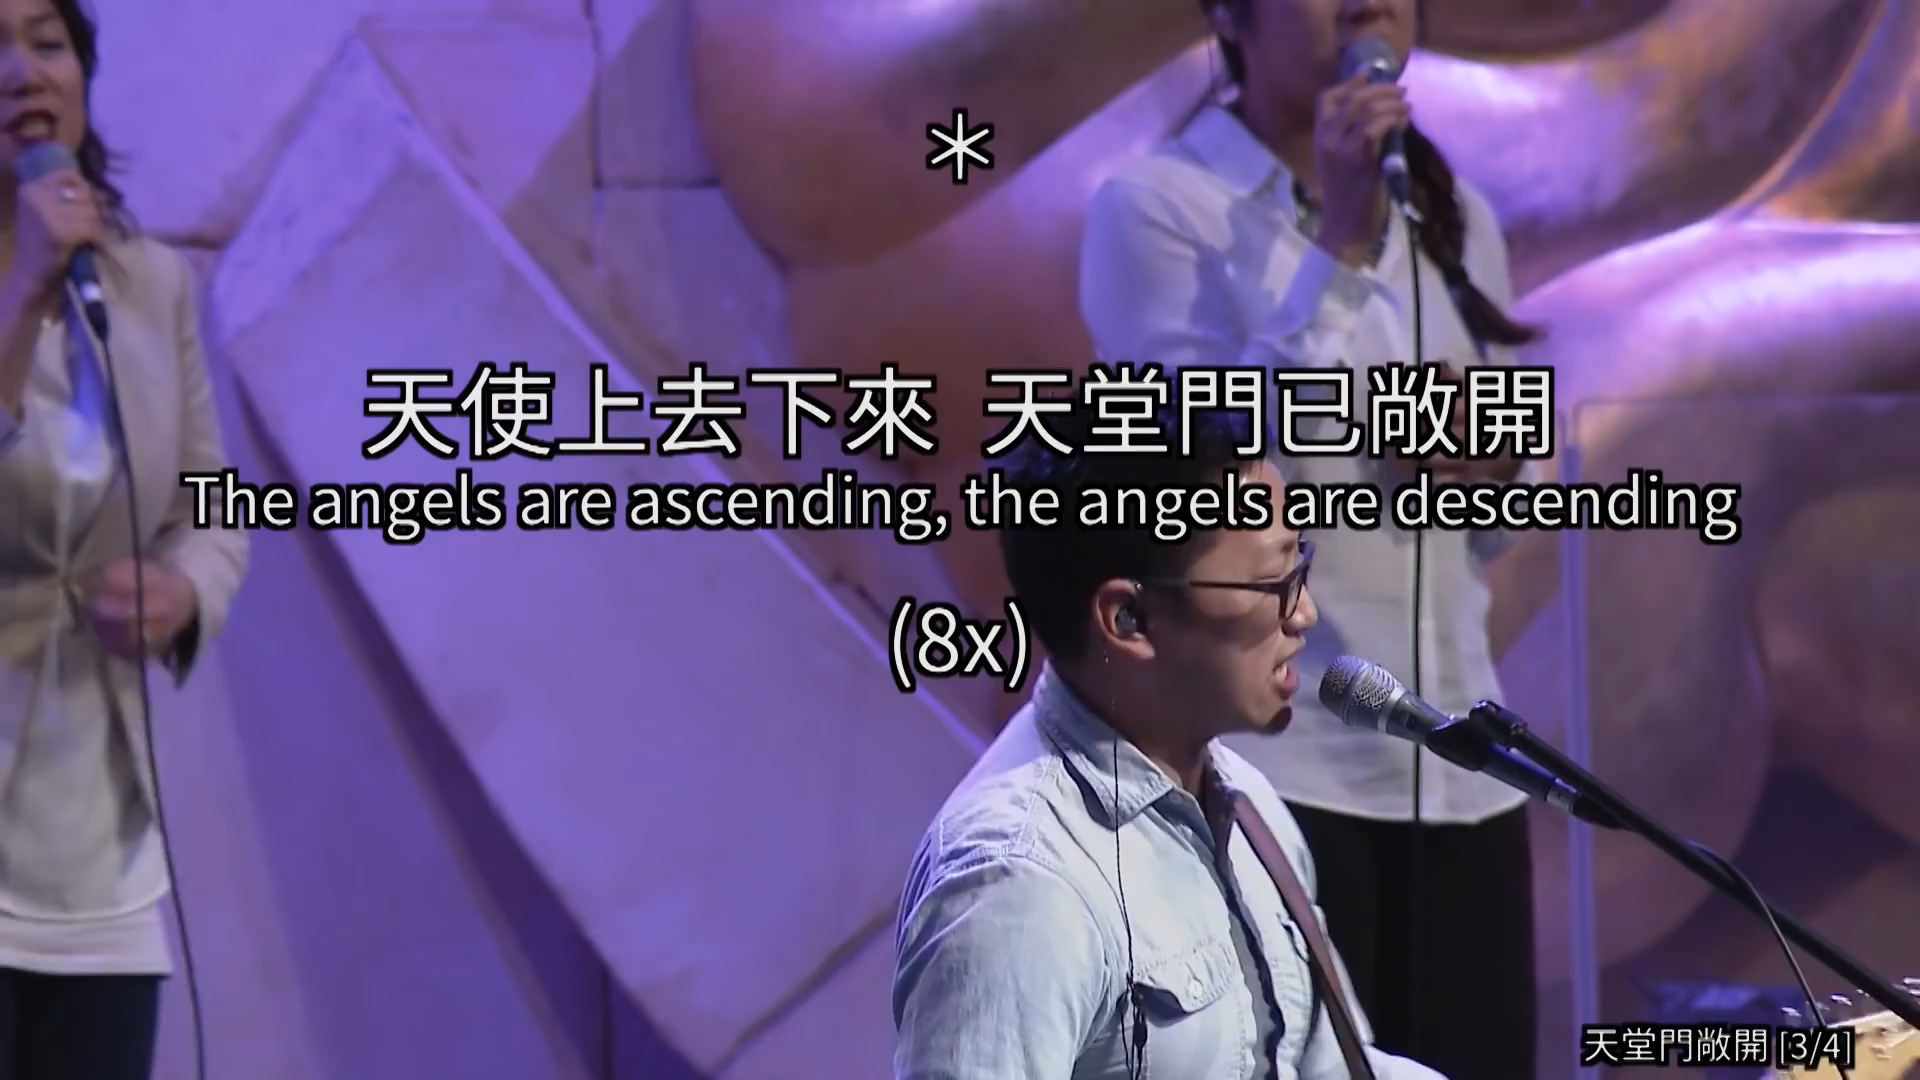 *
天使上去下來 天堂門已敞開
The angels are ascending, the angels are descending
(8x)
天堂門敞開 [3/4]